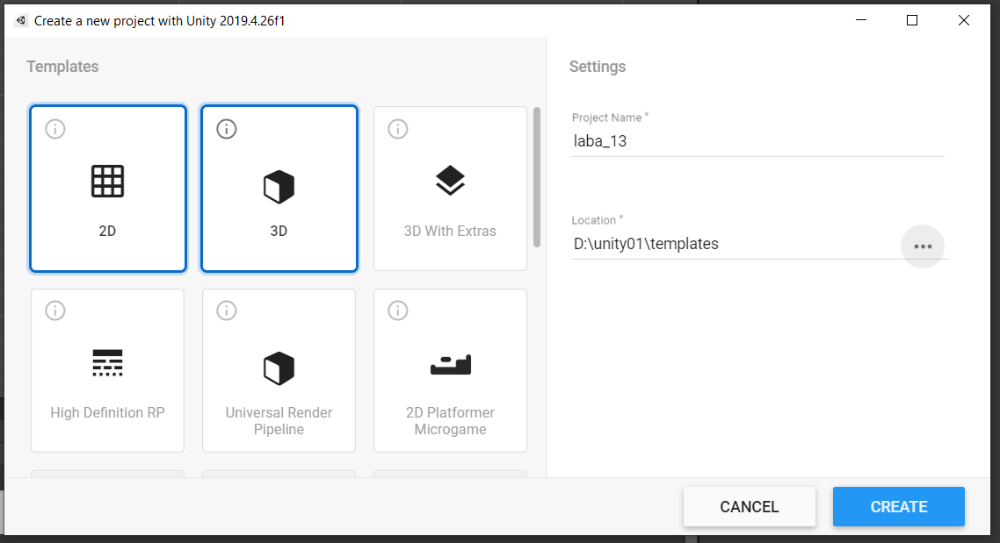 Create a new project with Unity 2019.4.26f1
Templates
2D
3D
3D With Extras
High Definition RP
Universal Render
Pipeline
2D Platformer
Microgame
Settings
Project Name *
laba_13
Location *
D:\unity01\templates
CANCEL
CREATE